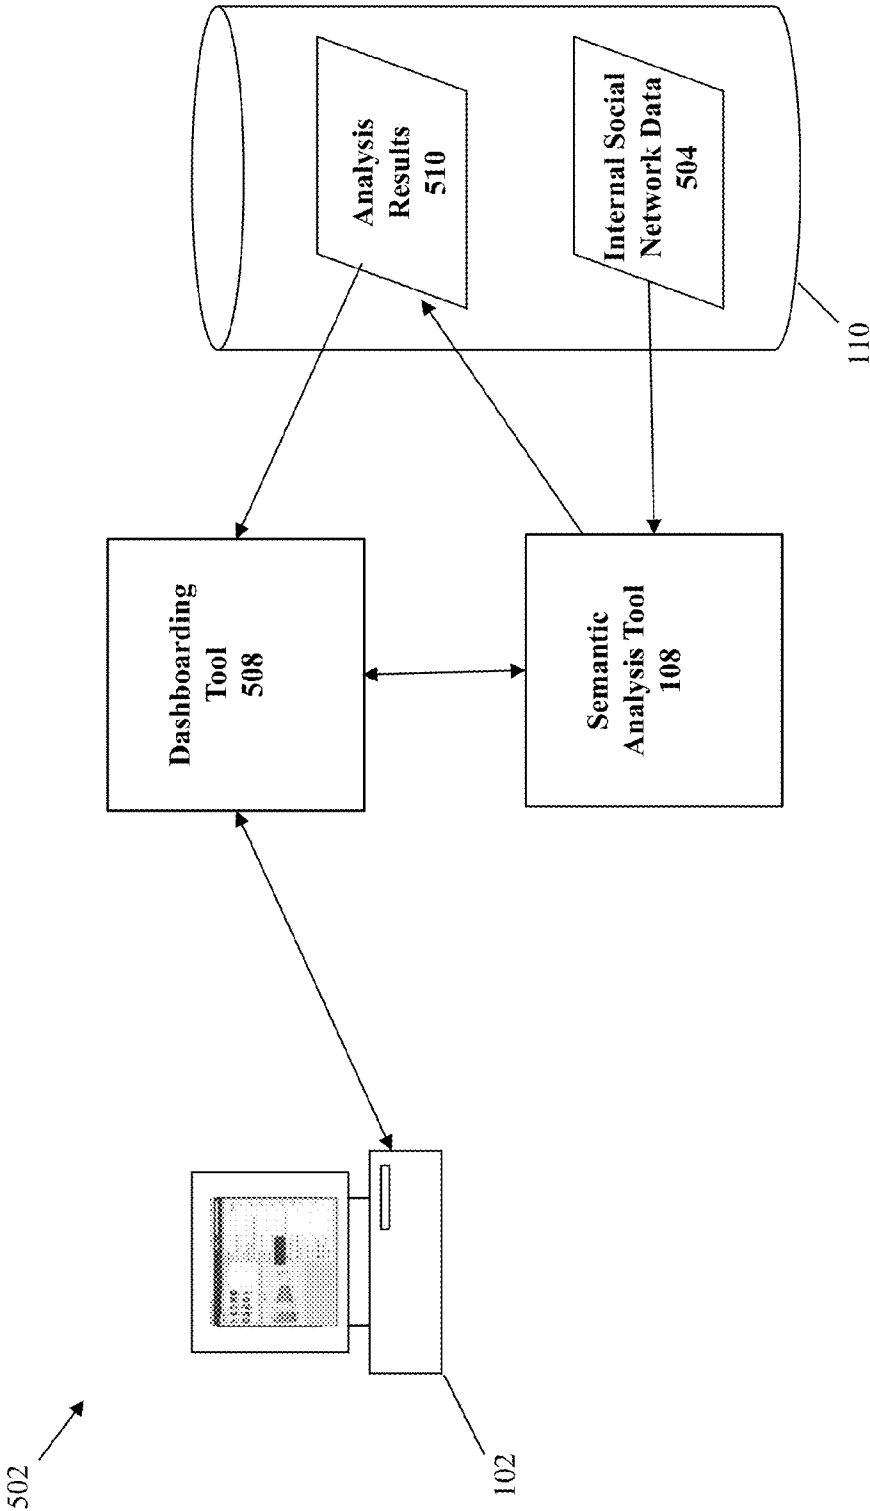 502
102
Dashboarding
Tool
508
Semantic
Analysis Tool
108
Analysis
Results
510
Internal Social
Network Data
504
110